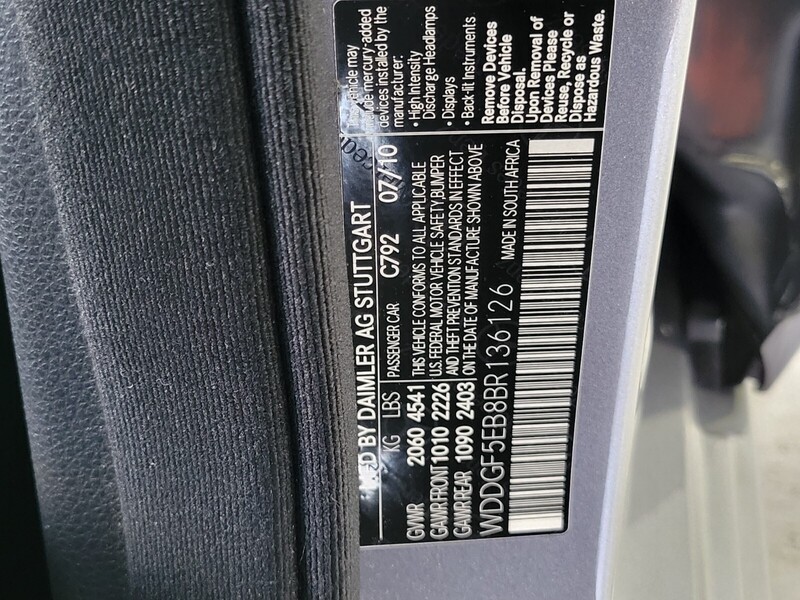 MFD BY DAIMLER AG STUTTGART
KG LBS PASSENGER CAR C792 07/10
GVWR 2060 4541 THIS VEHICLE CONFORMS TO ALL APPLICABLE
GAWR FRONT 1010 2226 U.S. FEDERAL MOTOR VEHICLE SAFETY, BUMPER
AND THEFT PREVENTION STANDARDS IN EFFECT
GAWR REAR 1090 2403 ON THE DATE OF MANUFACTURE SHOWN ABOVE
WDDGF5EB8BR136126 MADE IN SOUTH AFRICA
vehicle may
mercury-added
devices installed by the
manufacturer:
• High Intensity
Discharge Headlamps
• Displays
• Back-lit Instruments
Remove Devices
Before Vehicle
Disposal.
Upon Removal of
Devices Please
Reuse, Recycle or
Dispose as
Hazardous Waste.